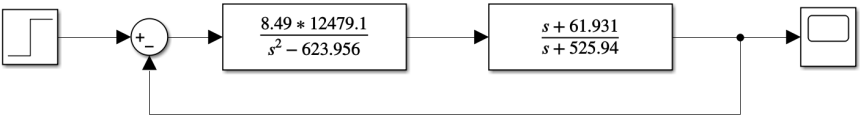 +
−
8.49 * 12479.1
s² − 623.956
s + 61.931
s + 525.94